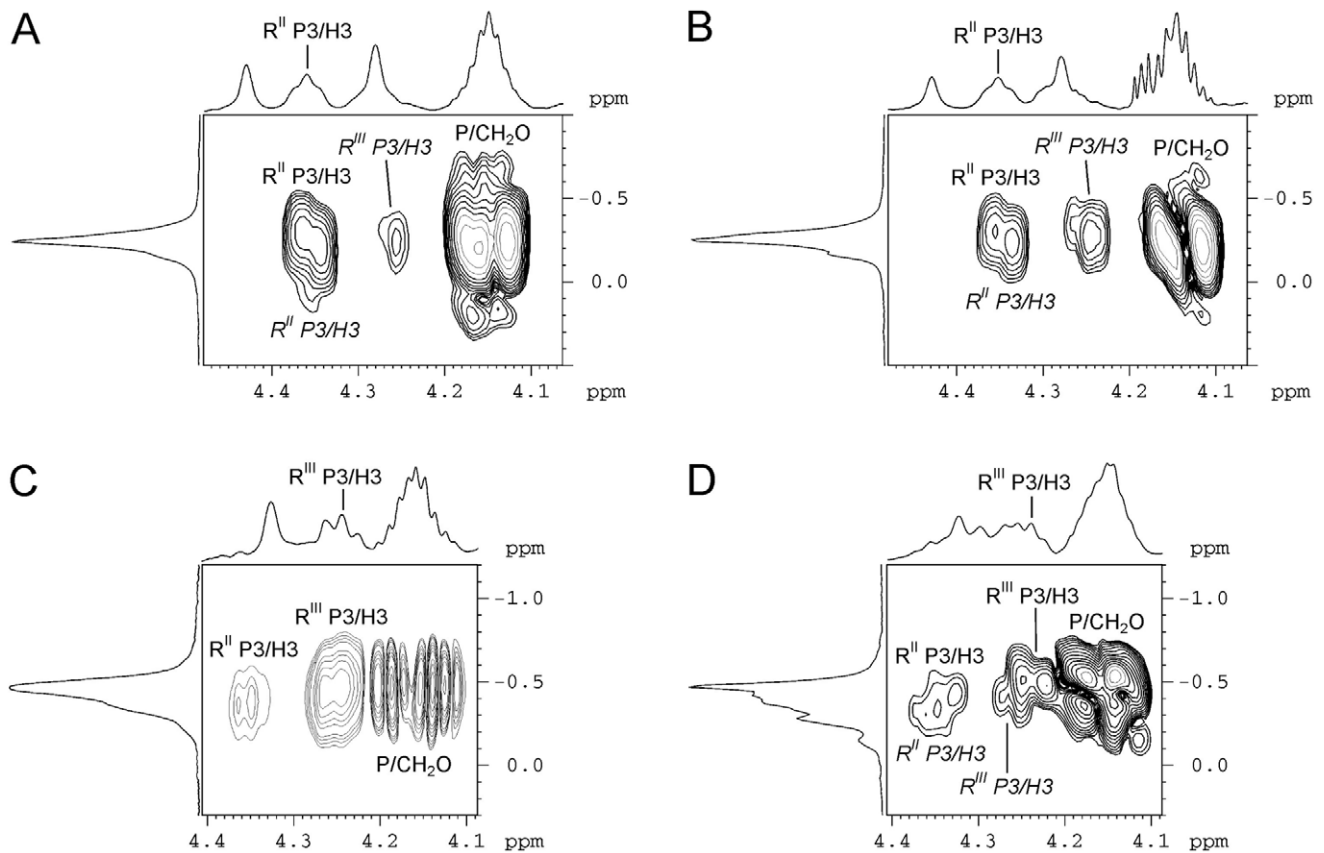 A
R^II P3/H3
ppm
R^III P3/H3
P/CH₂O
R^II P3/H3
-0.5
0.0
R^II P3/H3
4.4 4.3 4.2 4.1 ppm
B
R^II P3/H3
ppm
R^III P3/H3
P/CH₂O
R^II P3/H3
-0.5
0.0
R^II P3/H3
4.4 4.3 4.2 4.1 ppm
C
R^III P3/H3
ppm
-1.0
R^III P3/H3
R^II P3/H3
-0.5
P/CH₂O
0.0
4.4 4.3 4.2 4.1 ppm
D
R^III P3/H3
ppm
-1.0
R^III P3/H3
P/CH₂O
R^II P3/H3
-0.5
R^II P3/H3
0.0
R^III P3/H3
4.4 4.3 4.2 4.1 ppm